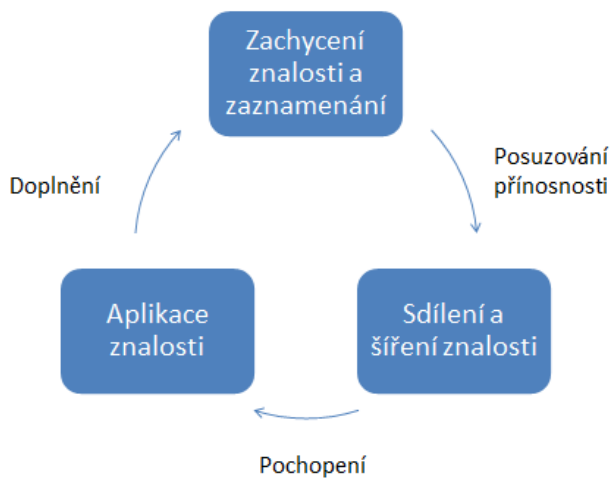 Zachycení
znalosti a
zaznamenání
Posuzování
přínosnosti
Sdílení a
šíření znalosti
Pochopení
Aplikace
znalosti
Doplnění